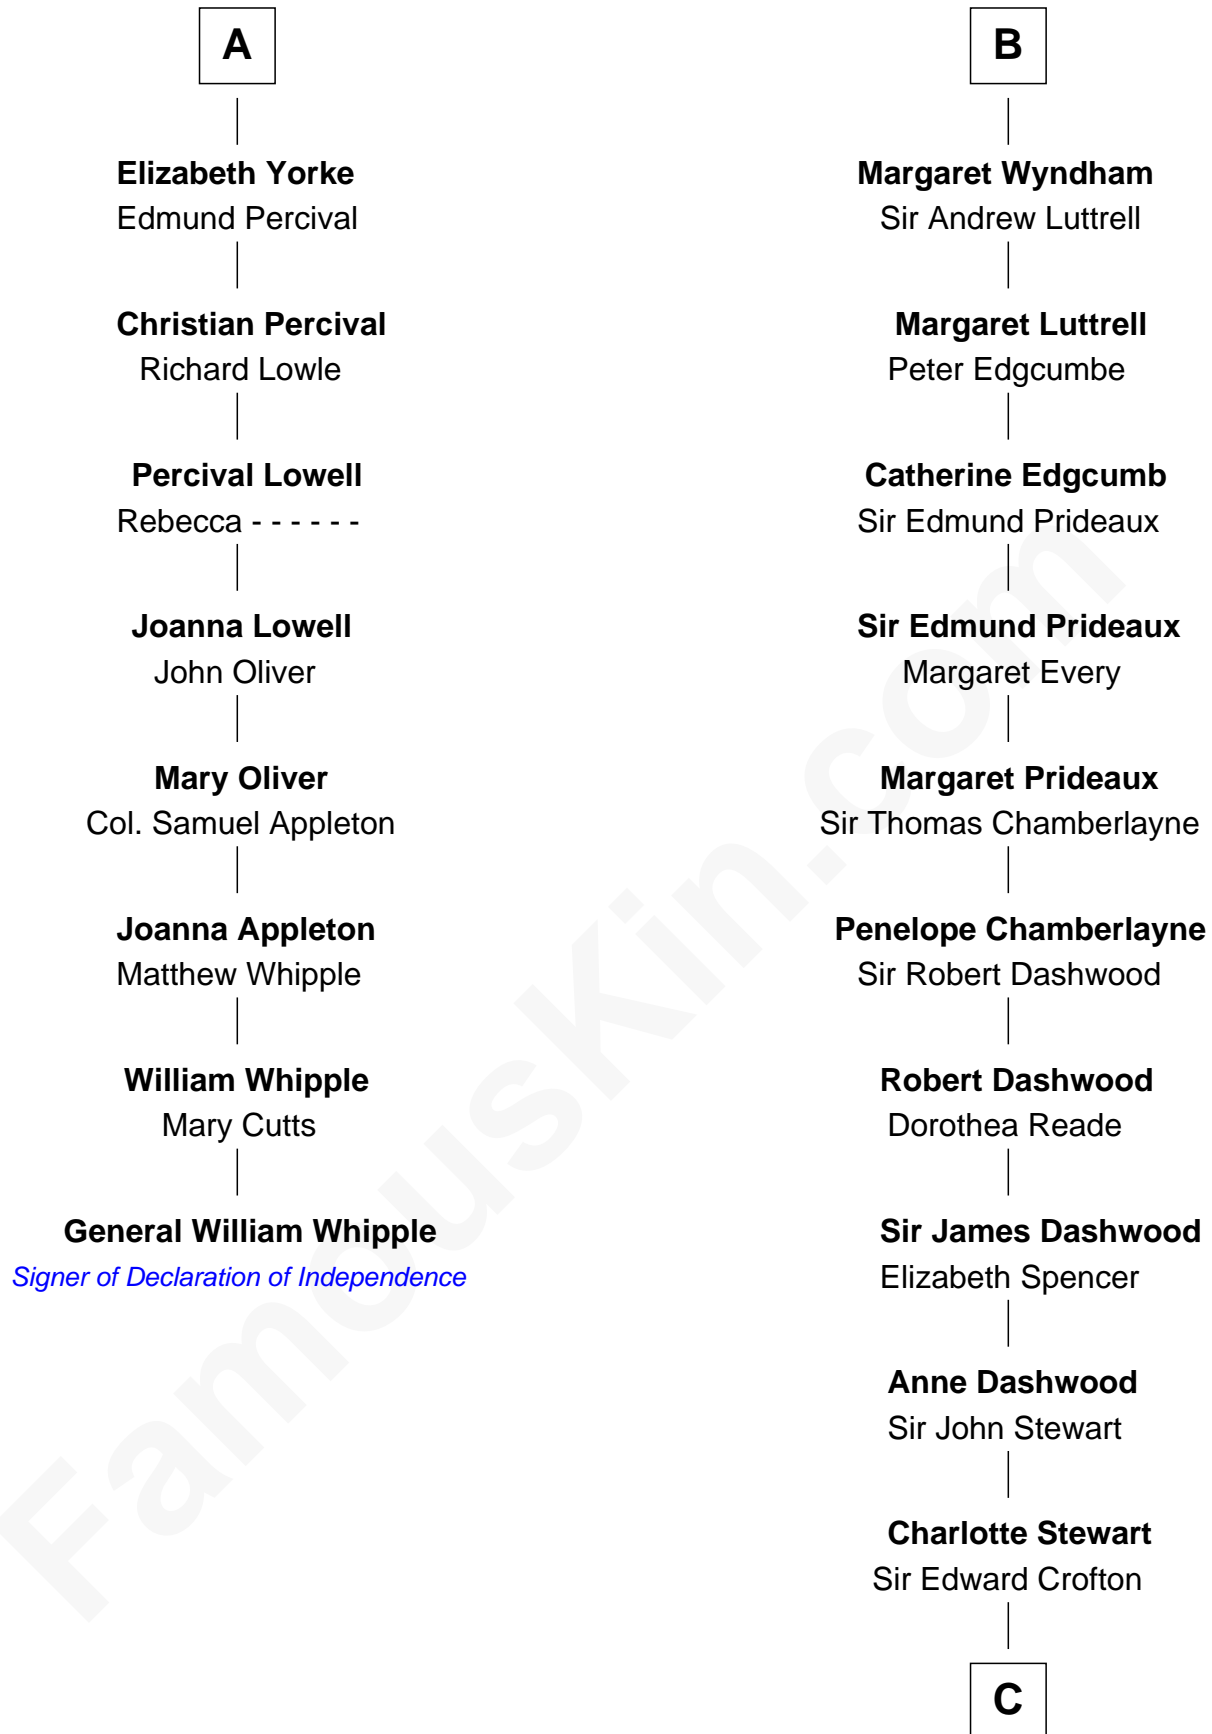 A
Elizabeth Yorke
Edmund Percival
Christian Percival
Richard Lowle
Percival Lowell
Rebecca - - - - - -
Joanna Lowell
John Oliver
Mary Oliver
Col. Samuel Appleton
Joanna Appleton
Matthew Whipple
William Whipple
Mary Cutts
General William Whipple
Signer of Declaration of Independence
B
Margaret Wyndham
Sir Andrew Luttrell
Margaret Luttrell
Peter Edgcumbe
Catherine Edgcumb
Sir Edmund Prideaux
Sir Edmund Prideaux
Margaret Every
Margaret Prideaux
Sir Thomas Chamberlayne
Penelope Chamberlayne
Sir Robert Dashwood
Robert Dashwood
Dorothea Reade
Sir James Dashwood
Elizabeth Spencer
Anne Dashwood
Sir John Stewart
Charlotte Stewart
Sir Edward Crofton
C
FamousKin.com